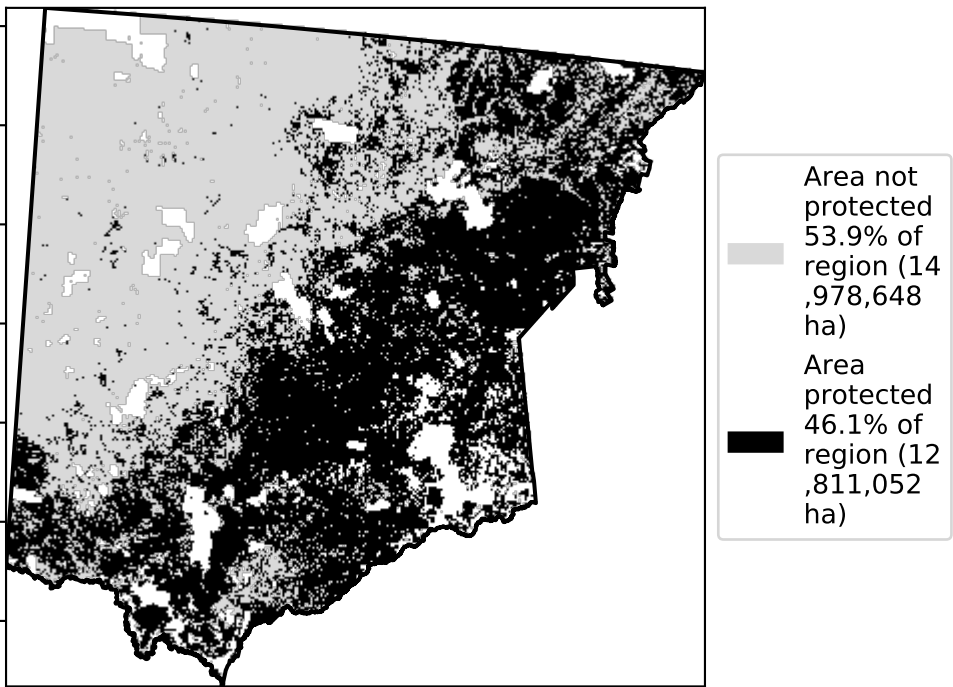 Area not
protected
53.9% of
region (14
,978,648
ha)
Area
protected
46.1% of
region (12
,811,052
ha)